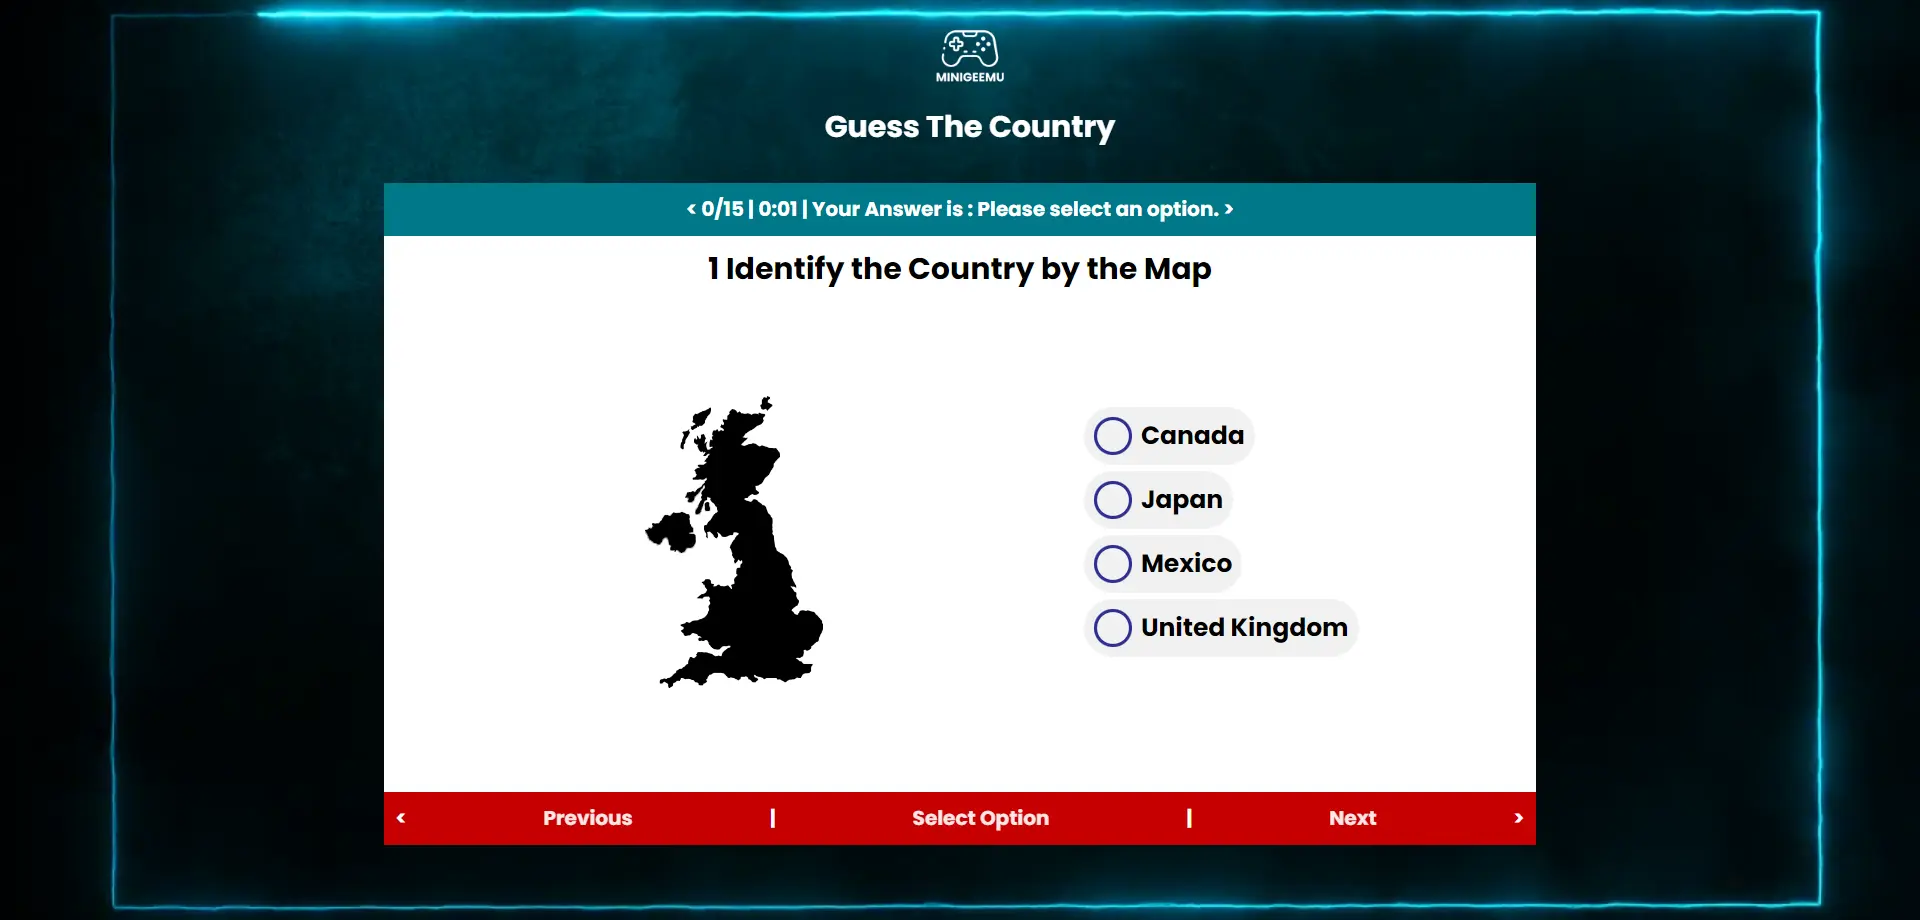 MINIGEEMU
Guess The Country
< 0/15 | 0:01 | Your Answer is : Please select an option. >
1 Identify the Country by the Map
Canada
Japan
Mexico
United Kingdom
< Previous | Select Option | Next >